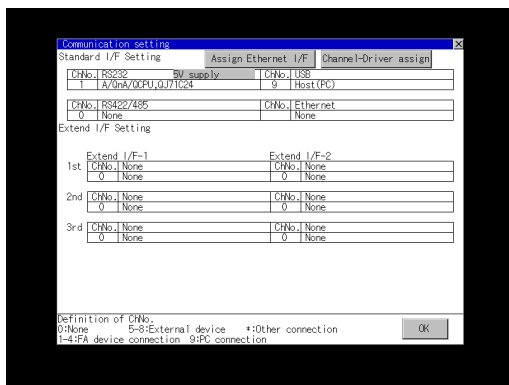 Communication setting
Standard I/F Setting Assign Ethernet I/F Channel-Driver assign
ChNo. RS232 5V supply ChNo. USB
1 A/QnA/QCPU,QJ71C24 9 Host(PC)
ChNo. RS422/485 ChNo. Ethernet
0 None None
Extend I/F Setting
Extend I/F-1 Extend I/F-2
1st ChNo. None ChNo. None
0 None 0 None
2nd ChNo. None ChNo. None
0 None 0 None
3rd ChNo. None ChNo. None
0 None 0 None
Definition of ChNo.
0:None 5-8:External device *:Other connection OK
1-4:FA device connection 9:PC connection